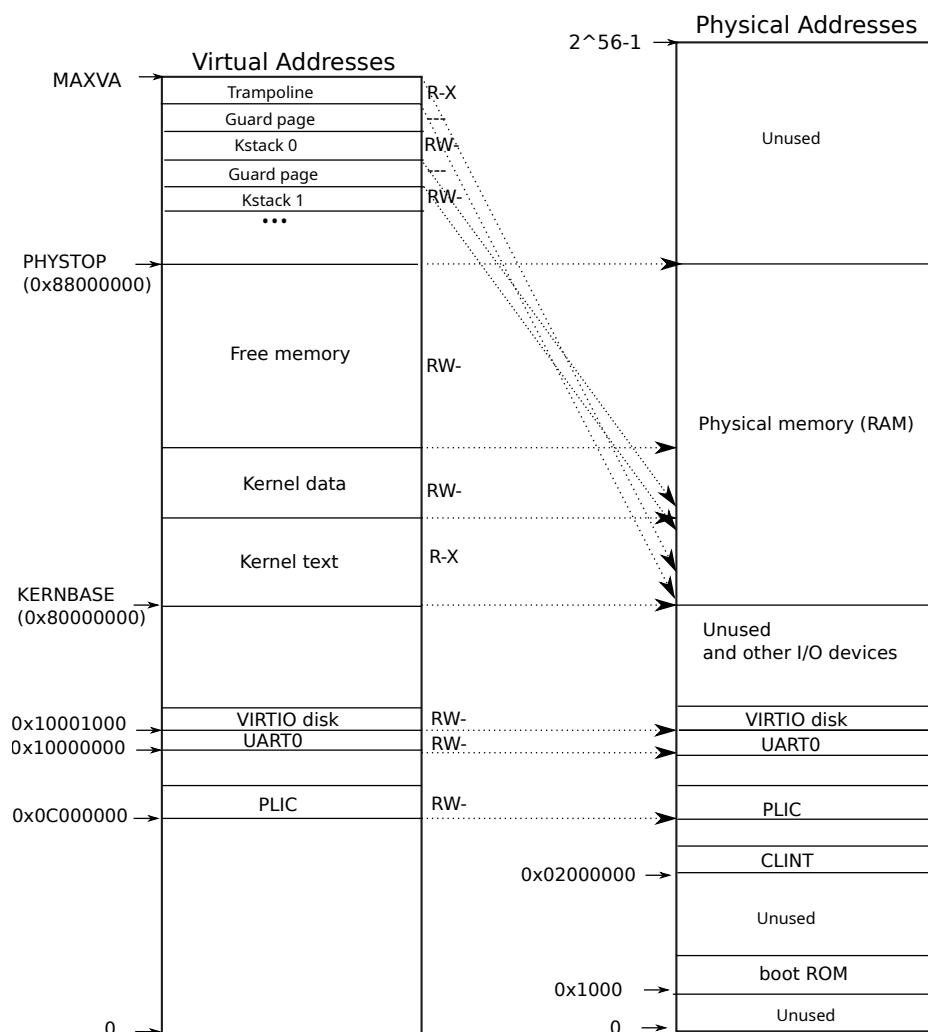 Physical Addresses
2^56-1
Virtual Addresses
MAXVA
Trampoline
R-X
Guard page
---
Kstack 0
RW-
Guard page
---
Kstack 1
RW-
...
Unused
PHYSTOP
(0x88000000)
Free memory
RW-
Physical memory (RAM)
Kernel data
RW-
Kernel text
R-X
KERNBASE
(0x80000000)
Unused
and other I/O devices
0x10001000
VIRTIO disk
RW-
VIRTIO disk
0x10000000
UART0
RW-
UART0
0x0C000000
PLIC
RW-
PLIC
CLINT
0x02000000
Unused
boot ROM
0x1000
Unused
0
0